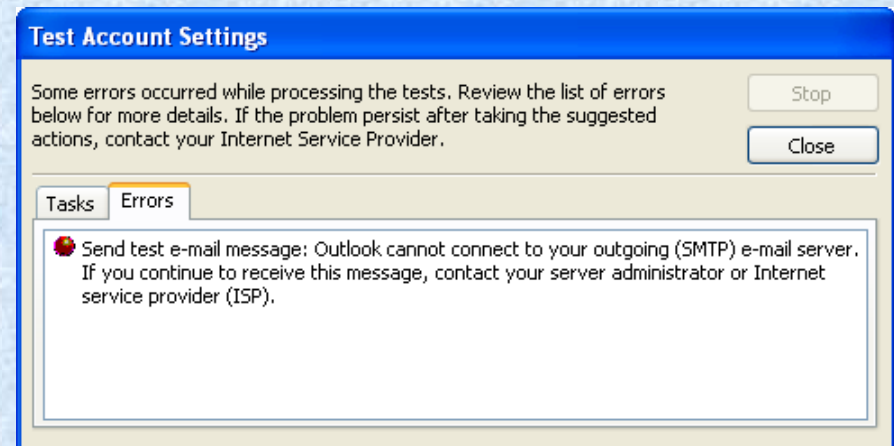 Test Account Settings
Some errors occurred while processing the tests. Review the list of errors
below for more details. If the problem persist after taking the suggested
actions, contact your Internet Service Provider.
Stop
Close
Tasks
Errors
Send test e-mail message: Outlook cannot connect to your outgoing (SMTP) e-mail server.
If you continue to receive this message, contact your server administrator or Internet
service provider (ISP).